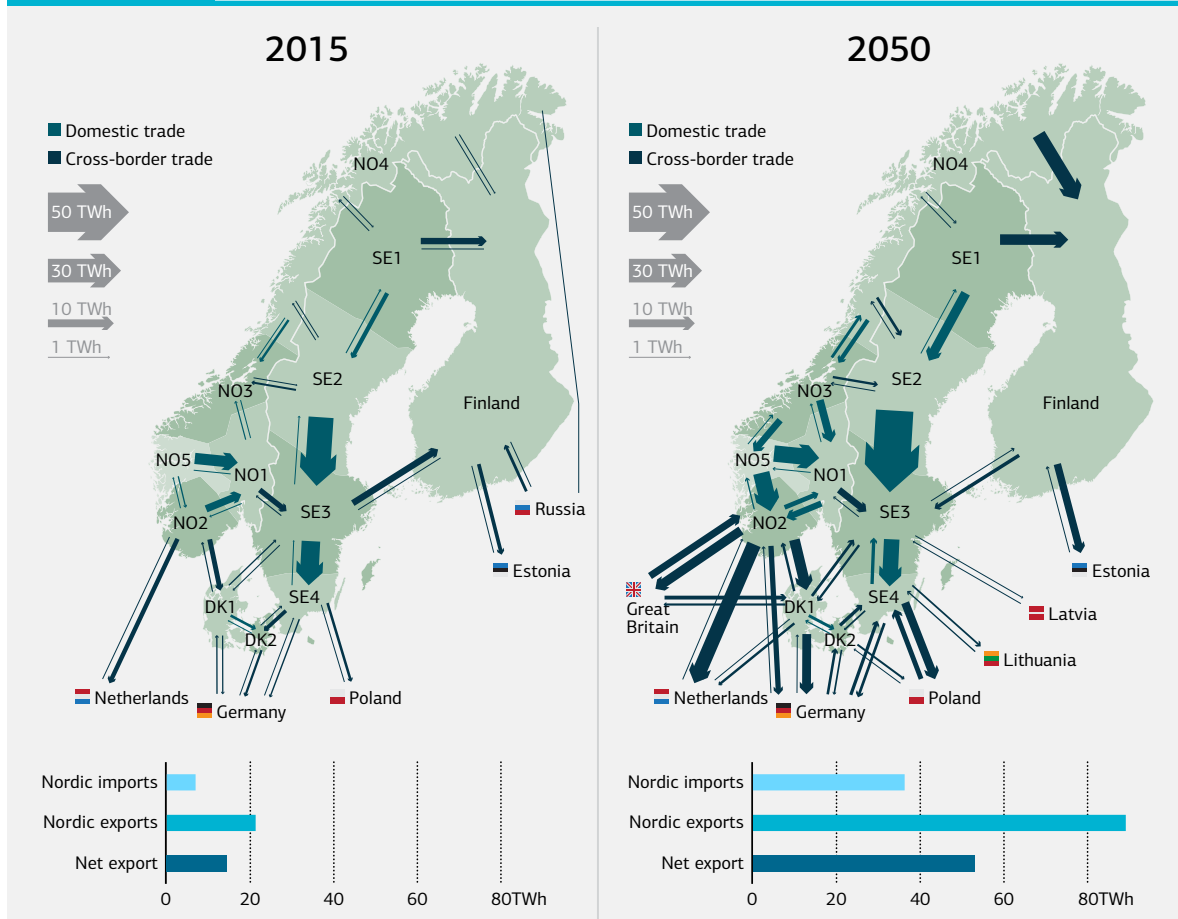 2015
Domestic trade
Cross-border trade
50 TWh
30 TWh
10 TWh
1 TWh
NO4
SE1
SE2
NO3
Finland
NO5
NO1
NO2
SE3
Russia
Estonia
DK1
SE4
DK2
Netherlands
Germany
Poland
Nordic imports
Nordic exports
Net export
0
20
40
60
80TWh
2050
Domestic trade
Cross-border trade
50 TWh
30 TWh
10 TWh
1 TWh
NO4
SE1
SE2
NO3
Finland
NO5
NO1
NO2
SE3
Estonia
Great
Britain
DK1
SE4
Latvia
DK2
Lithuania
Netherlands
Germany
Poland
Nordic imports
Nordic exports
Net export
0
20
40
60
80TWh